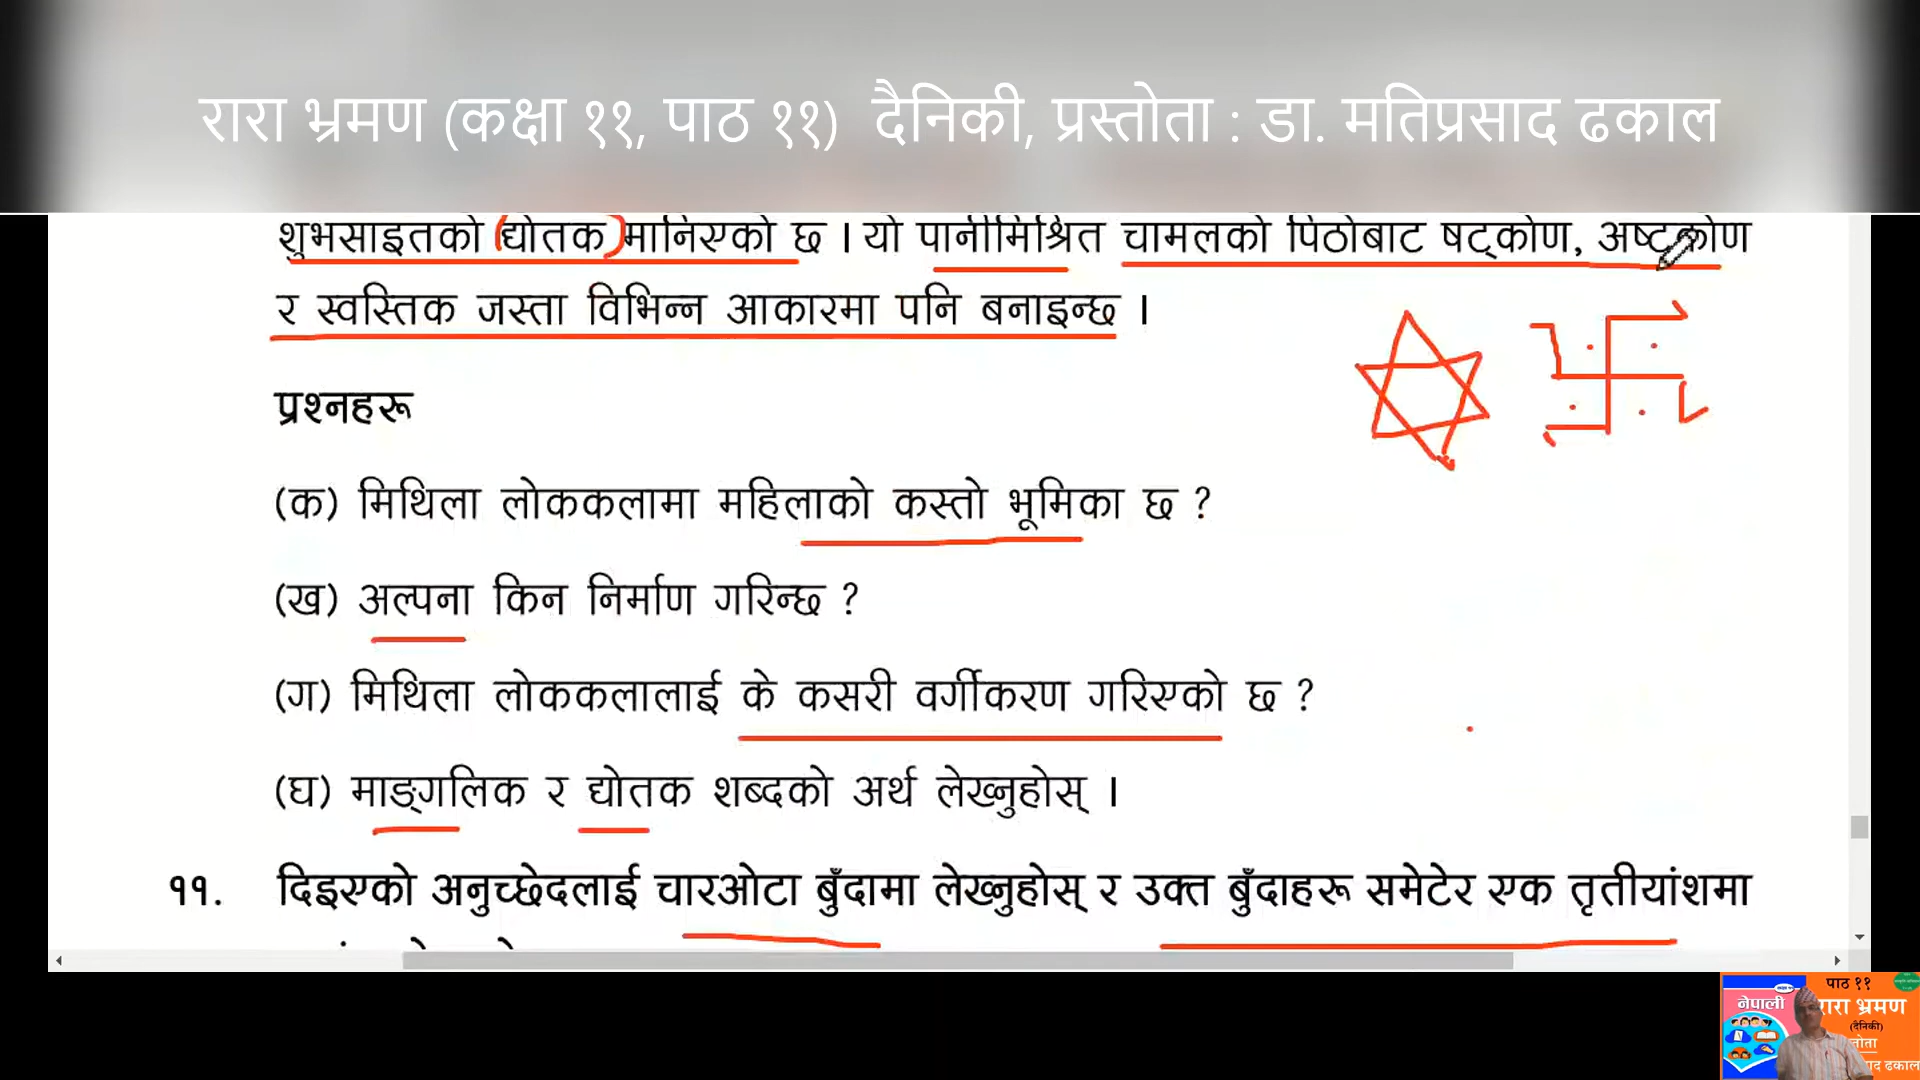 रारा भ्रमण (कक्षा ११, पाठ ११) दैनिकी, प्रस्तोता : डा. मतिप्रसाद ढकाल
शुभसाइतको द्योतक मानिएको छ । यो पानीमिश्रित चामलको पिठोबाट षट्कोण, अष्टकोण
र स्वस्तिक जस्ता विभिन्न आकारमा पनि बनाइन्छ ।
प्रश्नहरू
(क) मिथिला लोककलामा महिलाको कस्तो भूमिका छ ?
(ख) अल्पना किन निर्माण गरिन्छ ?
(ग) मिथिला लोककलालाई के कसरी वर्गीकरण गरिएको छ ?
(घ) माङ्गलिक र द्योतक शब्दको अर्थ लेख्नुहोस् ।
११. दिइएको अनुच्छेदलाई चारओटा बुँदामा लेख्नुहोस् र उक्त बुँदाहरू समेटेर एक तृतीयांशमा
पाठ ११
नेपाली
रारा भ्रमण
(दैनिकी)
ढकाल